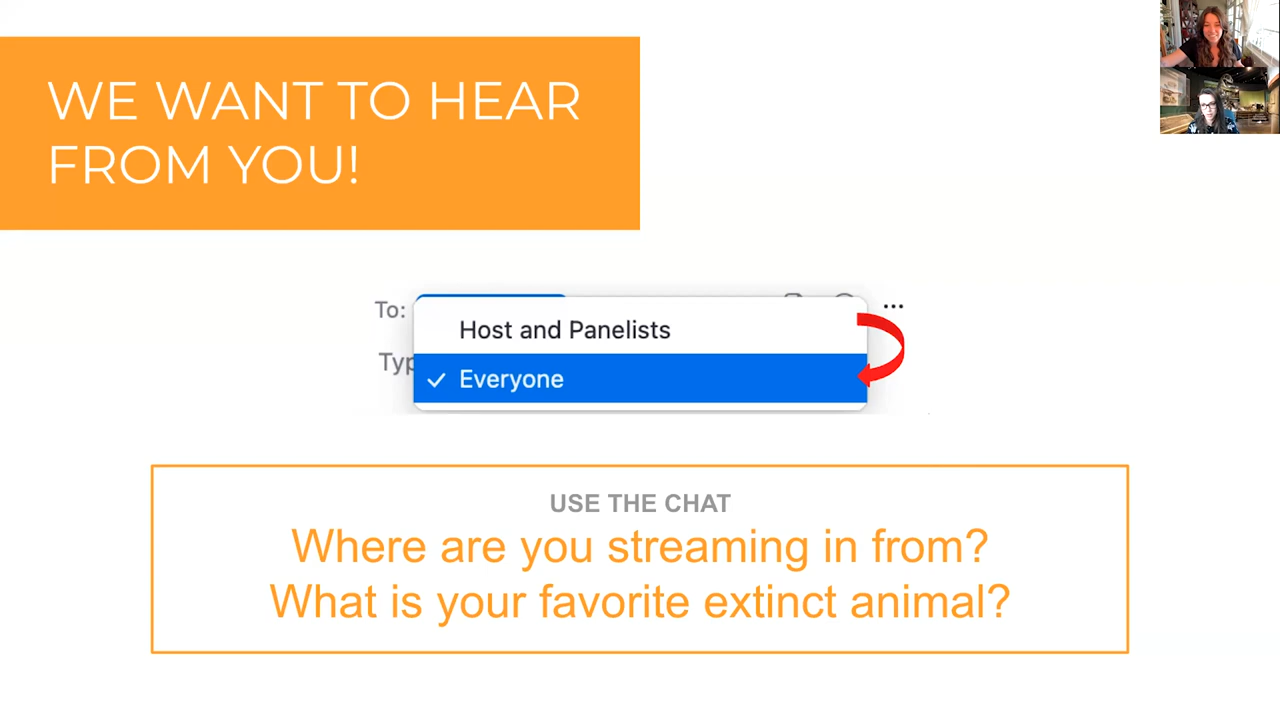 WE WANT TO HEAR
FROM YOU!
To:
Host and Panelists
Typ
Everyone
USE THE CHAT
Where are you streaming in from?
What is your favorite extinct animal?